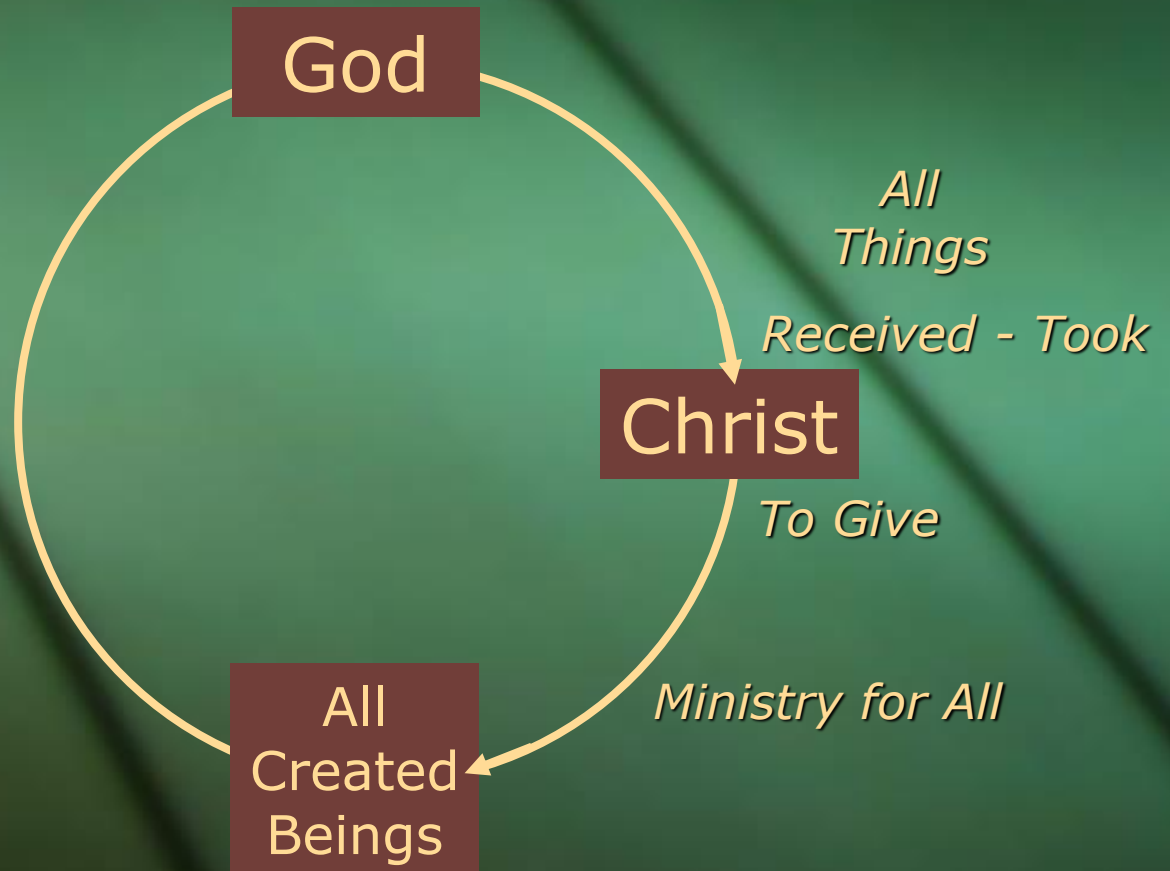 God
All
Things
Received - Took
Christ
To Give
Ministry for All
All
Created
Beings